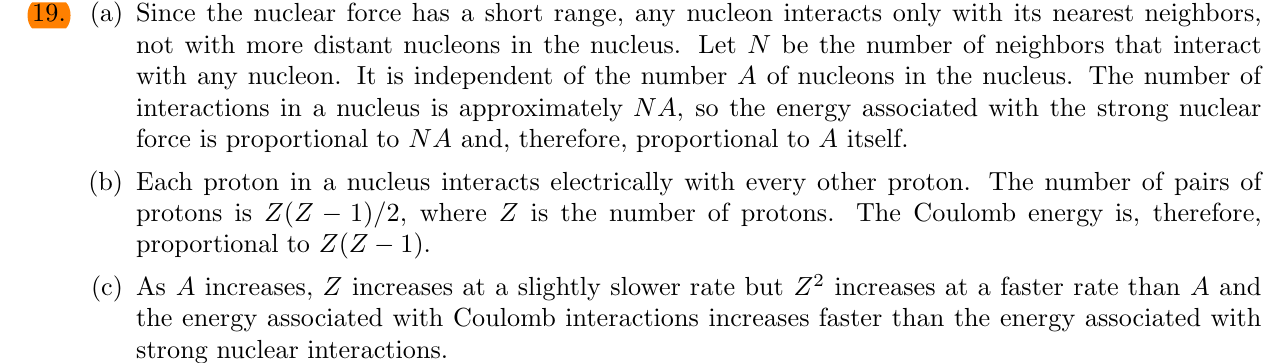 19. (a) Since the nuclear force has a short range, any nucleon interacts only with its nearest neighbors,
not with more distant nucleons in the nucleus. Let N be the number of neighbors that interact
with any nucleon. It is independent of the number A of nucleons in the nucleus. The number of
interactions in a nucleus is approximately NA, so the energy associated with the strong nuclear
force is proportional to NA and, therefore, proportional to A itself.
(b) Each proton in a nucleus interacts electrically with every other proton. The number of pairs of
protons is Z(Z − 1)/2, where Z is the number of protons. The Coulomb energy is, therefore,
proportional to Z(Z − 1).
(c) As A increases, Z increases at a slightly slower rate but Z² increases at a faster rate than A and
the energy associated with Coulomb interactions increases faster than the energy associated with
strong nuclear interactions.